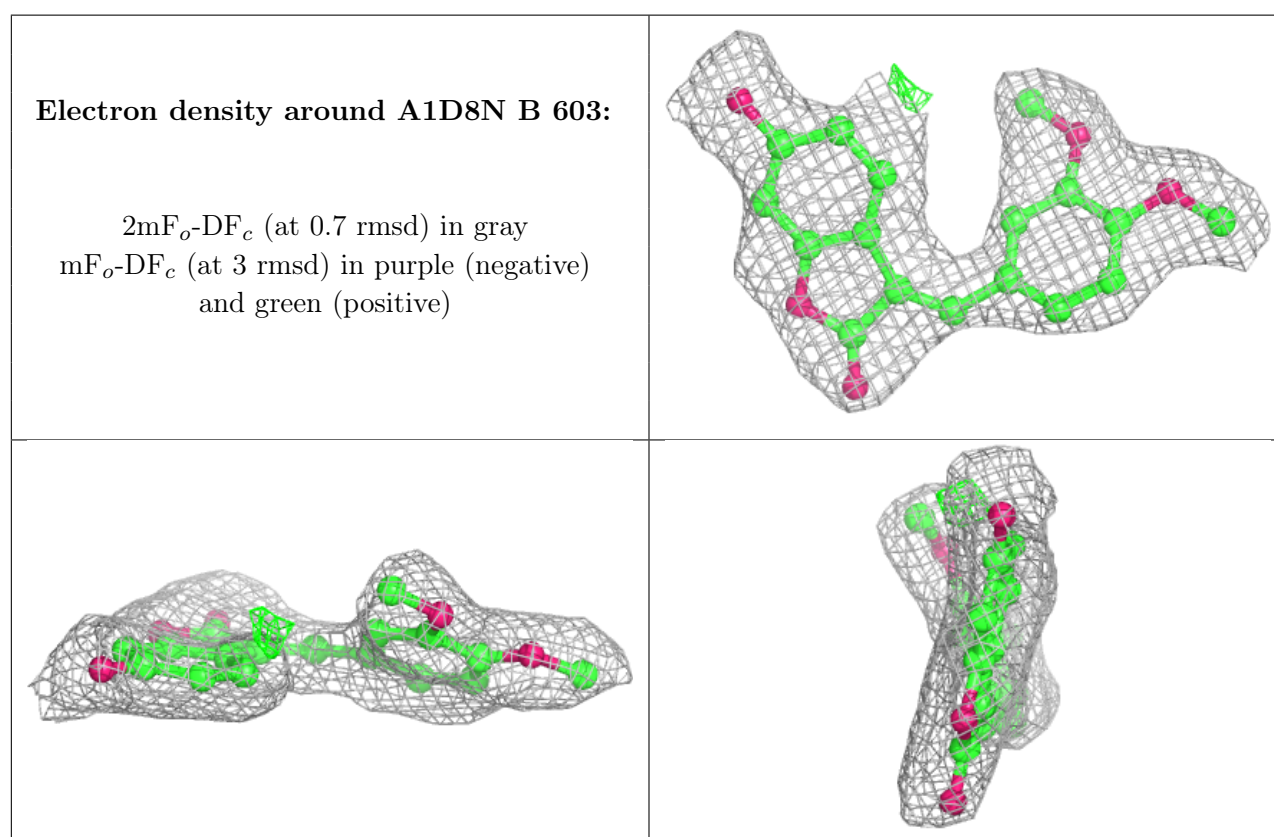 Electron density around A1D8N B 603:
2mFo-DFc (at 0.7 rmsd) in gray
mFo-DFc (at 3 rmsd) in purple (negative)
and green (positive)